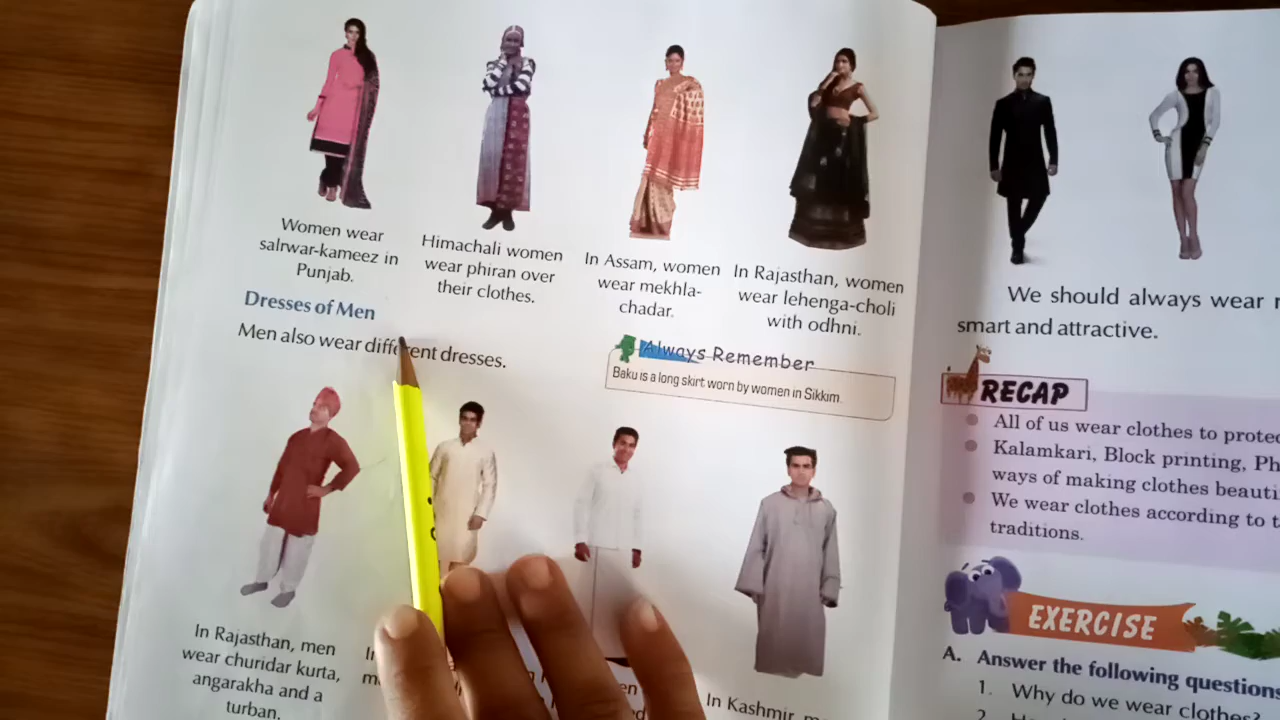 Women wear
salrwar-kameez in
Punjab.
Himachali women
wear phiran over
their clothes.
In Assam, women
wear mekhla-
chadar.
In Rajasthan, women
wear lehenga-choli
with odhni.
Dresses of Men
Men also wear different dresses.
Always Remember
Baku is a long skirt worn by women in Sikkim.
In Rajasthan, men
wear churidar kurta,
angarakha and a
turban.
In Kashmir,
We should always wear
smart and attractive.
RECAP
All of us wear clothes to
Kalamkari, Block printing,
ways of making clothes
We wear clothes according to
traditions.
EXERCISE
A. Answer the following questions
1. Why do we wear clothes?
2.